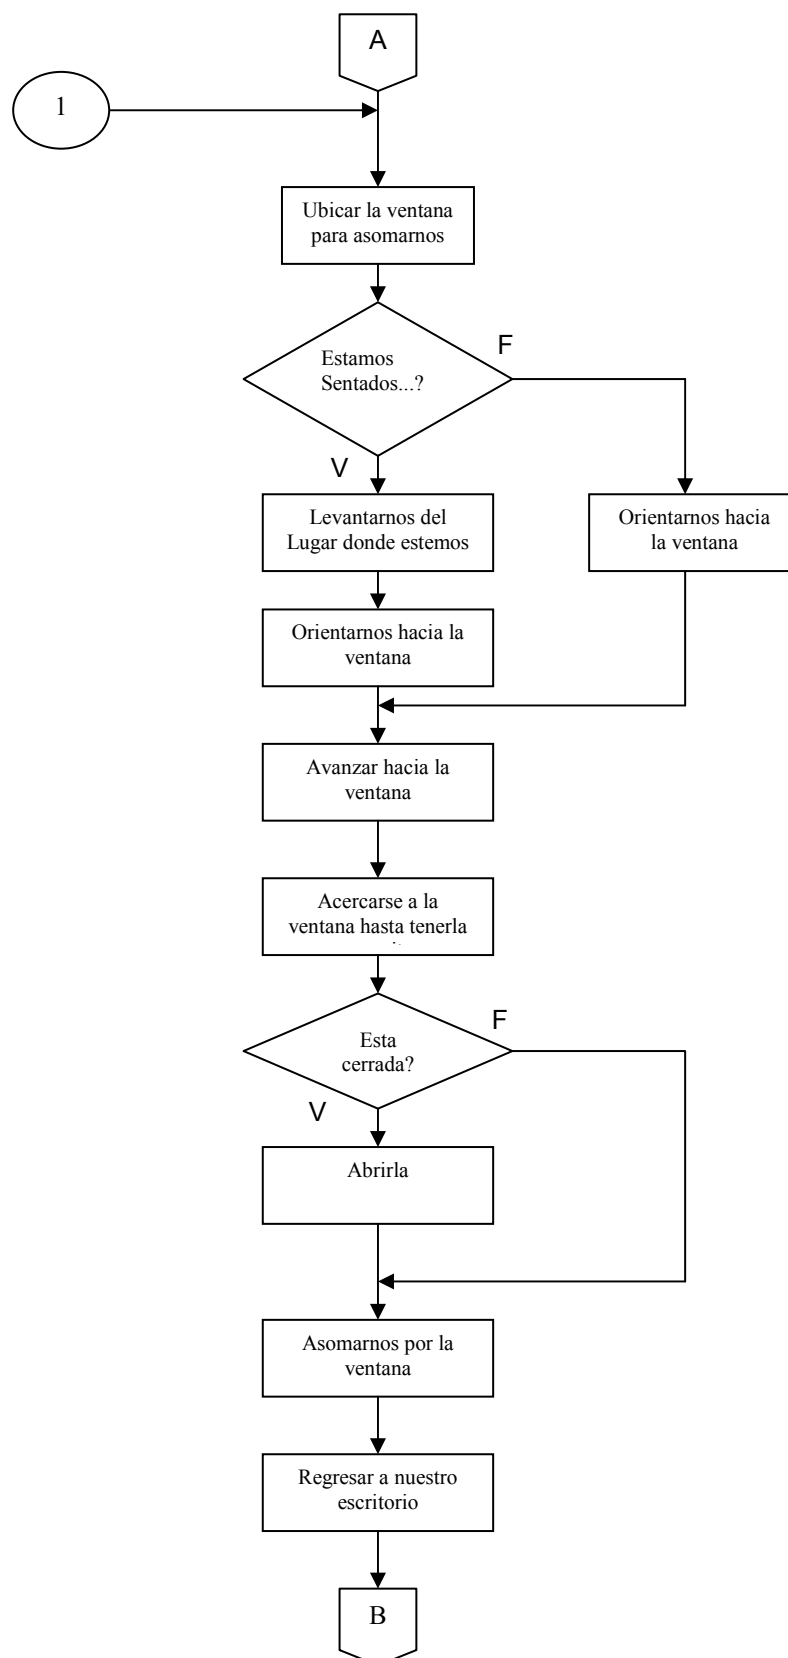 A
1
Ubicar la ventana
para asomarnos
Estamos
Sentados...?
F
V
Levantarnos del
Lugar donde estemos
Orientarnos hacia
la ventana
Orientarnos hacia la
ventana
Avanzar hacia la
ventana
Acercarse a la
ventana hasta tenerla
Esta
cerrada?
F
V
Abrirla
Asomarnos por la
ventana
Regresar a nuestro
escritorio
B